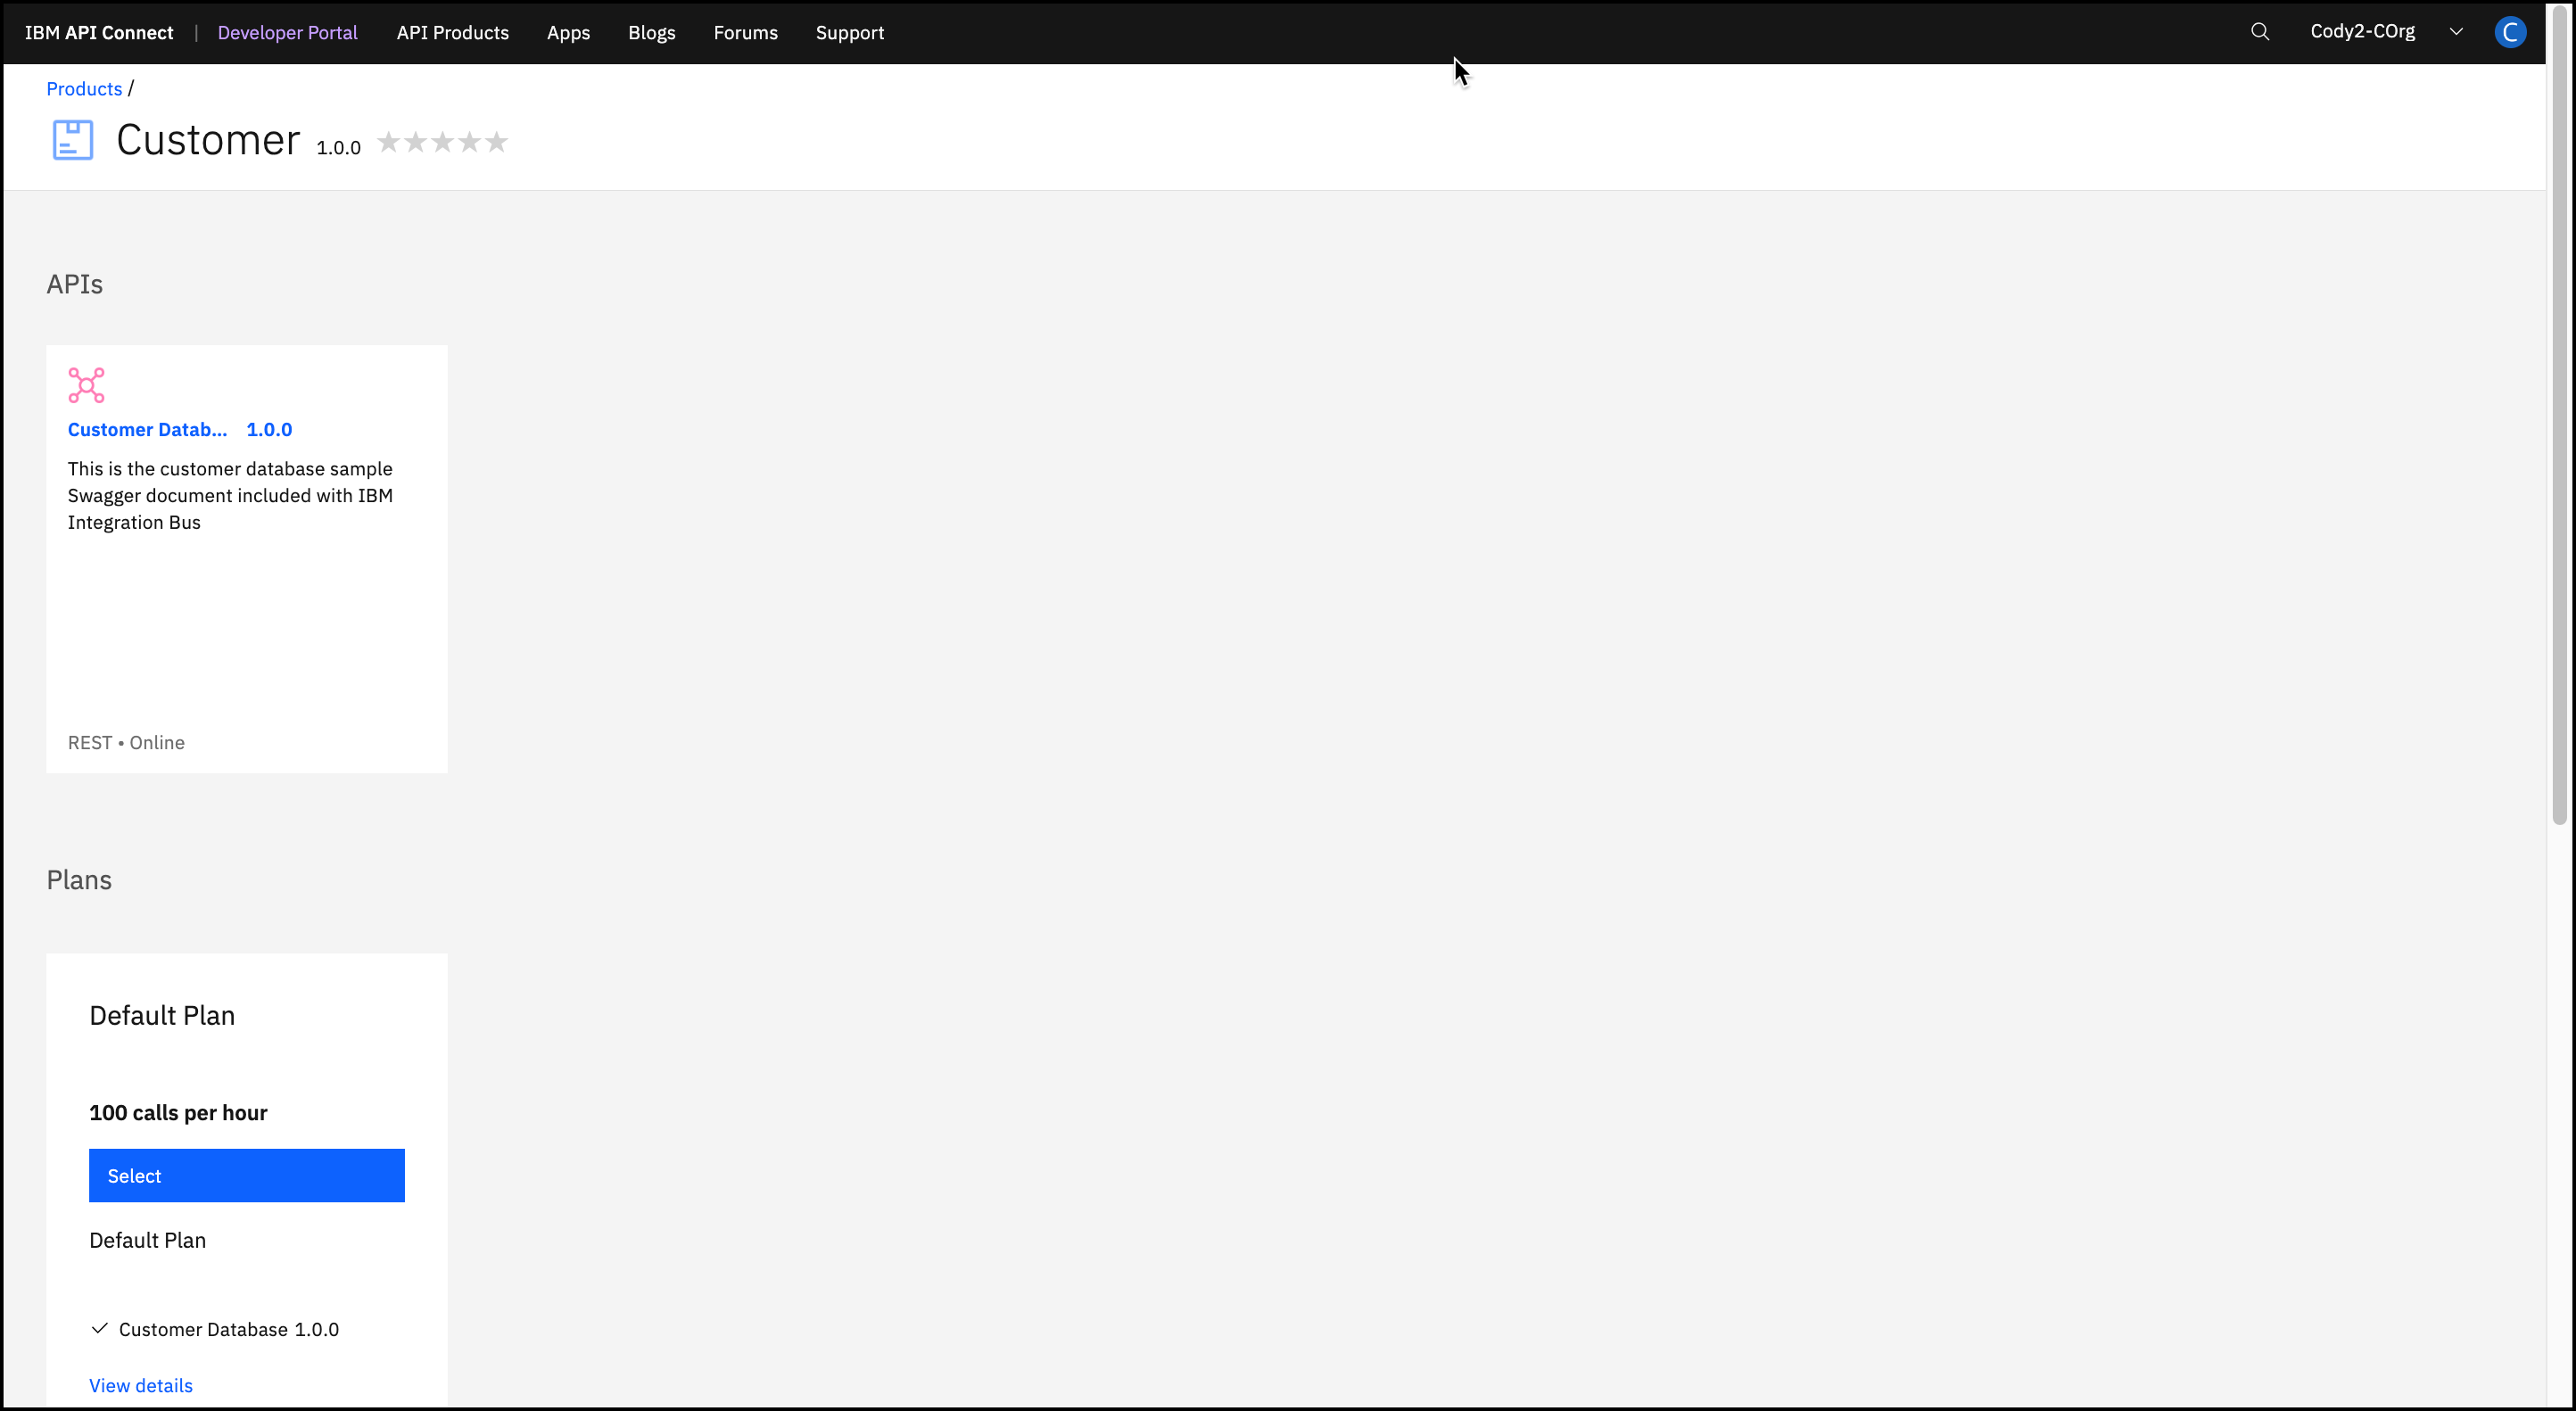 IBM API Connect | Developer Portal API Products Apps Blogs Forums Support Cody2-COrg C
Products /
Customer 1.0.0
APIs
Customer Datab... 1.0.0
This is the customer database sample
Swagger document included with IBM
Integration Bus
REST • Online
Plans
Default Plan
100 calls per hour
Select
Default Plan
Customer Database 1.0.0
View details